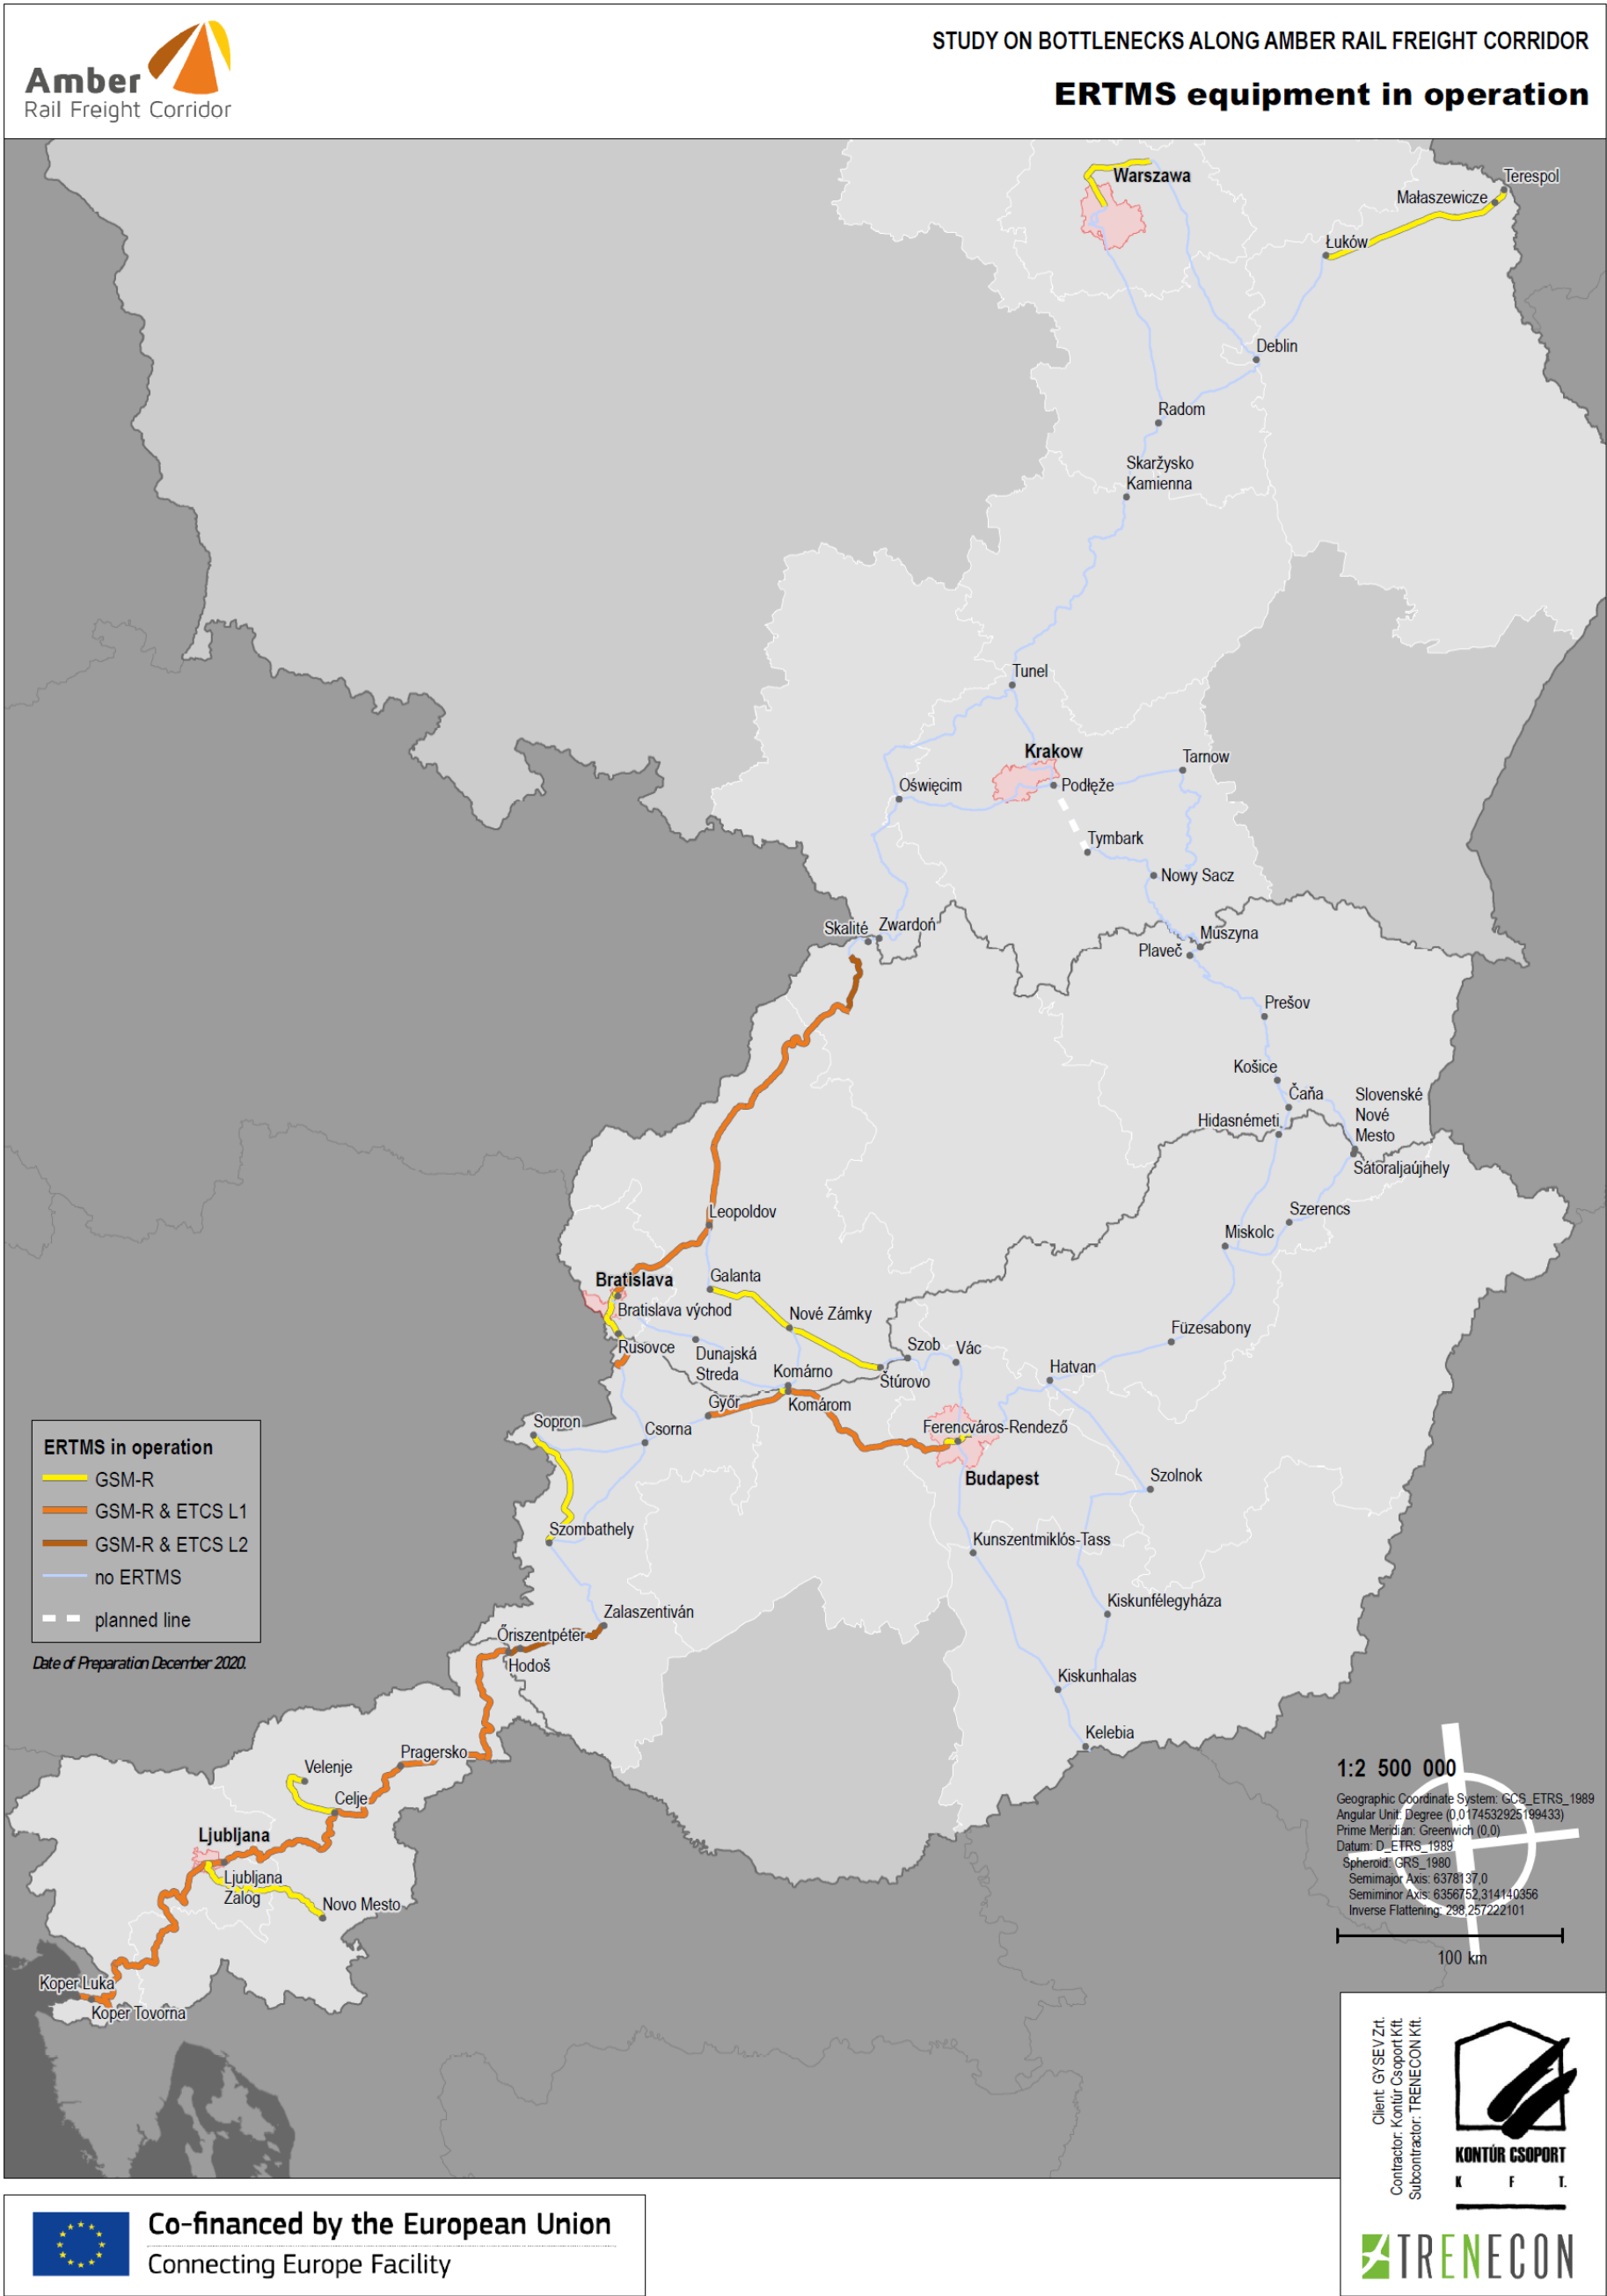 Amber
Rail Freight Corridor
STUDY ON BOTTLENECKS ALONG AMBER RAIL FREIGHT CORRIDOR
ERTMS equipment in operation
Warszawa
Terespol
Małaszewicze
Łuków
Deblin
Radom
Skaržysko
Kamienna
Tunel
Krakow
Tarnow
Oświęcim
Podłęże
Tymbark
Nowy Sacz
Skalité
Zwardoń
Muszyna
Plaveč
Prešov
Košice
Čaňa
Slovenské
Nové
Mesto
Hidasnémeti
Sátoraljaújhely
Leopoldov
Szerencs
Miskolc
Bratislava
Galanta
Bratislava východ
Nové Zámky
Füzesabony
Rusovce
Dunajská
Streda
Szob
Vác
Hatvan
Komárno
Štúrovo
Győr
Komárom
Sopron
Csorna
Ferencváros-Rendező
Budapest
Szolnok
ERTMS in operation
GSM-R
GSM-R & ETCS L1
GSM-R & ETCS L2
no ERTMS
planned line
Date of Preparation December 2020.
Szombathely
Kunszentmiklós-Tass
Kiskunfélegyháza
Zalaszentiván
Őriszentpéter
Hodoš
Kiskunhalas
Kelebia
Pragersko
Velenje
Celje
Ljubljana
Ljubljana
Zalog
Novo Mesto
Koper Luka
Koper Tovorna
1:2 500 000
Geographic Coordinate System: GCS_ETRS_1989
Angular Unit: Degree (0,0174532925199433)
Prime Meridian: Greenwich (0,0)
Datum: D_ETRS_1989
Spheroid: GRS_1980
Semimajor Axis: 6378137,0
Semiminor Axis: 6356752,314140356
Inverse Flattening: 298,257222101
100 km
Client: GYSEV Zrt.
Contractor: Kontúr Csoport Kft.
Subcontractor: TRENECON Kft.
KONTÚR CSOPORT
K F T.
TRENECON
Co-financed by the European Union
Connecting Europe Facility